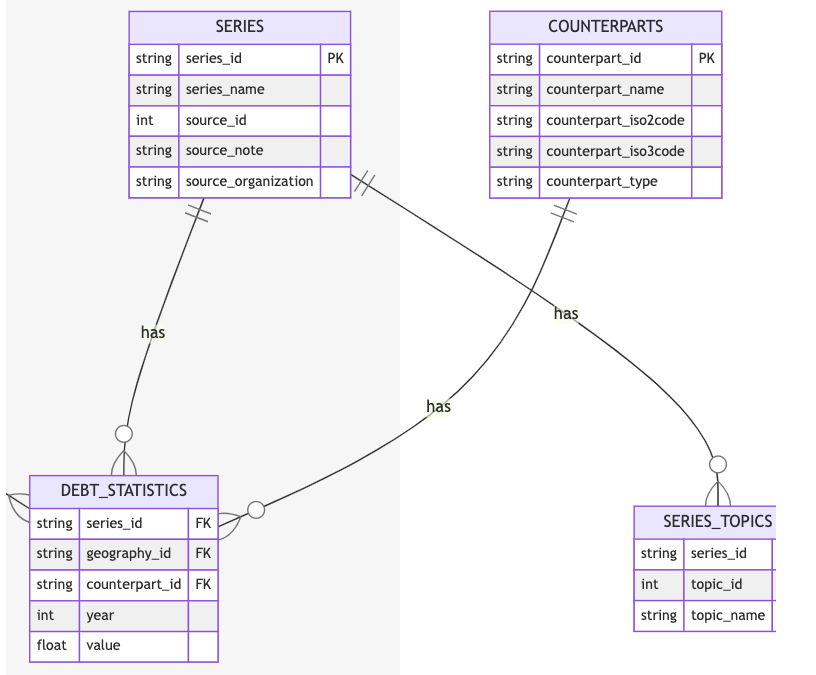 SERIES
string series_id PK
string series_name
int source_id
string source_note
string source_organization
COUNTERPARTS
string counterpart_id PK
string counterpart_name
string counterpart_iso2code
string counterpart_iso3code
string counterpart_type
has
has
has
DEBT_STATISTICS
string series_id FK
string geography_id FK
string counterpart_id FK
int year
float value
SERIES_TOPICS
string series_id
int topic_id
string topic_name